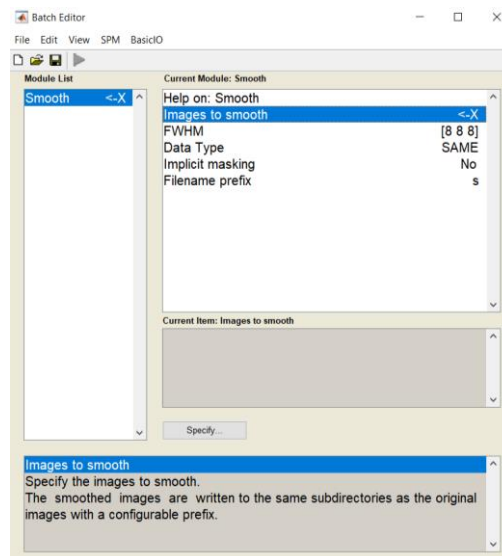 Batch Editor
File Edit View SPM BasicIO
Module List
Smooth <-X
Current Module: Smooth
Help on: Smooth
Images to smooth <-X
FWHM [8 8 8]
Data Type SAME
Implicit masking No
Filename prefix s
Current Item: Images to smooth
Specify...
Images to smooth
Specify the images to smooth.
The smoothed images are written to the same subdirectories as the original
images with a configurable prefix.